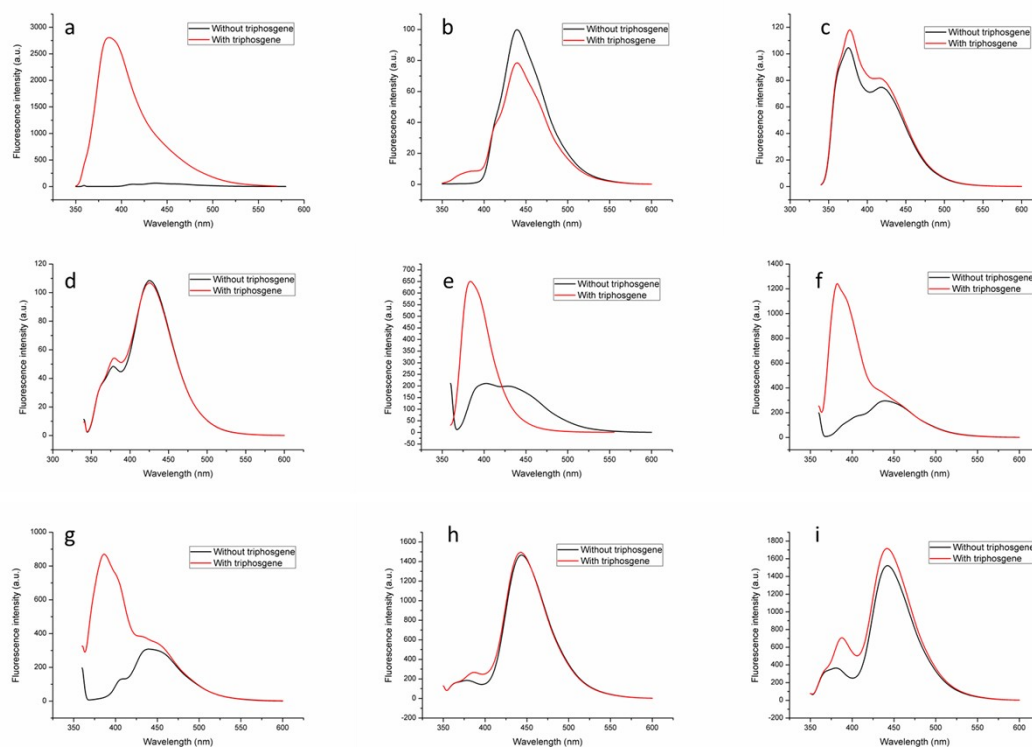 a
Without triphosgene
With triphosgene
Fluorescence intensity (a.u.)
3000
2500
2000
1500
1000
500
0
350 400 450 500 550 600
Wavelength (nm)
b
Without triphosgene
With triphosgene
Fluorescence intensity (a.u.)
100
80
60
40
20
0
350 400 450 500 550 600
Wavelength (nm)
c
Without triphosgene
With triphosgene
Fluorescence intensity (a.u.)
120
100
80
60
40
20
0
300 350 400 450 500 550 600
Wavelength (nm)
d
Without triphosgene
With triphosgene
Fluorescence intensity (a.u.)
120
100
80
60
40
20
0
300 350 400 450 500 550 600
Wavelength (nm)
e
Without triphosgene
With triphosgene
Fluorescence intensity (a.u.)
700
650
600
550
500
450
400
350
300
250
200
150
100
50
0
-50
350 400 450 500 550 600
Wavelength (nm)
f
Without triphosgene
With triphosgene
Fluorescence intensity (a.u.)
1400
1200
1000
800
600
400
200
0
350 400 450 500 550 600
Wavelength (nm)
g
Without triphosgene
With triphosgene
Fluorescence intensity (a.u.)
1000
800
600
400
200
0
350 400 450 500 550 600
Wavelength (nm)
h
Without triphosgene
With triphosgene
Fluorescence intensity (a.u.)
1600
1400
1200
1000
800
600
400
200
0
-200
350 400 450 500 550 600
Wavelength (nm)
i
Without triphosgene
With triphosgene
Fluorescence intensity (a.u.)
1800
1600
1400
1200
1000
800
600
400
200
0
-200
350 400 450 500 550 600
Wavelength (nm)